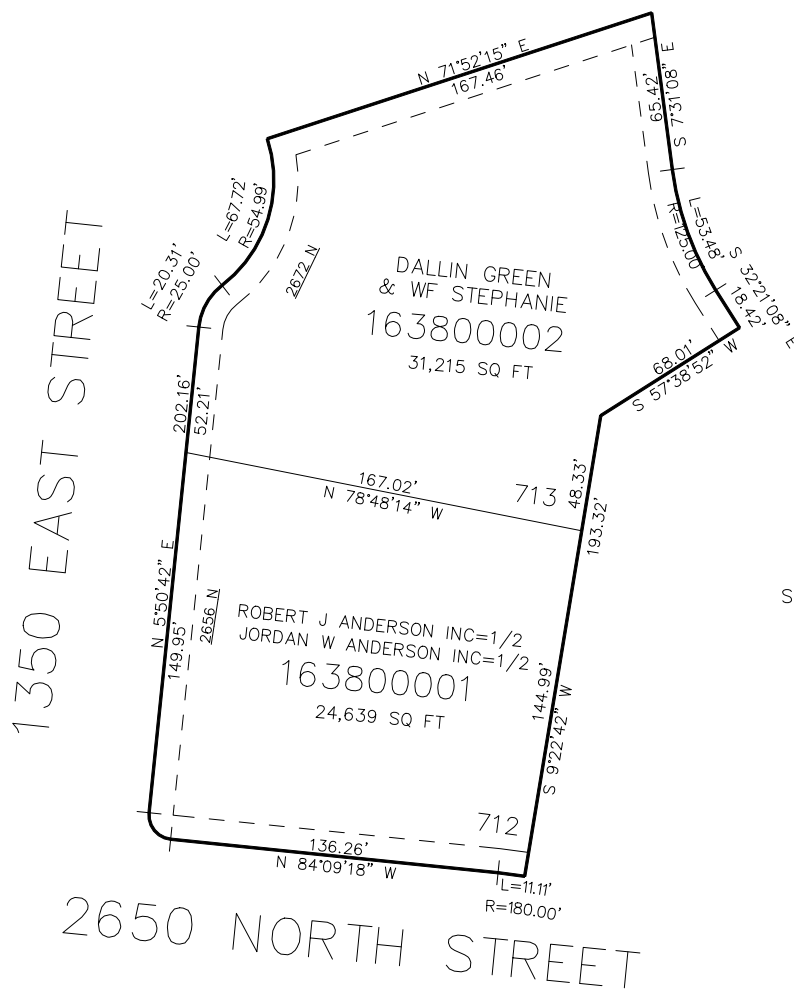 N 71°52'15" E
167.46'
65.42'
S 7°31'08" E
L=67.72'
R=54.99'
L=53.48'
R=125.00
S 32°21'08" E
18.42'
L=20.31'
R=25.00'
2672 N
DALLIN GREEN
& WF STEPHANIE
163800002
31,215 SQ FT
68.01'
S 57°38'52" W
202.16'
52.21'
1350 EAST STREET
167.02'
N 78°48'14" W
713
48.33'
193.32'
N 5°50'42" E
149.95'
2656 N
ROBERT J ANDERSON INC=1/2
JORDAN W ANDERSON INC=1/2
163800001
24,639 SQ FT
144.99'
S 9°22'42" W
S
712
136.26'
N 84°09'18" W
L=11.11'
R=180.00'
2650 NORTH STREET